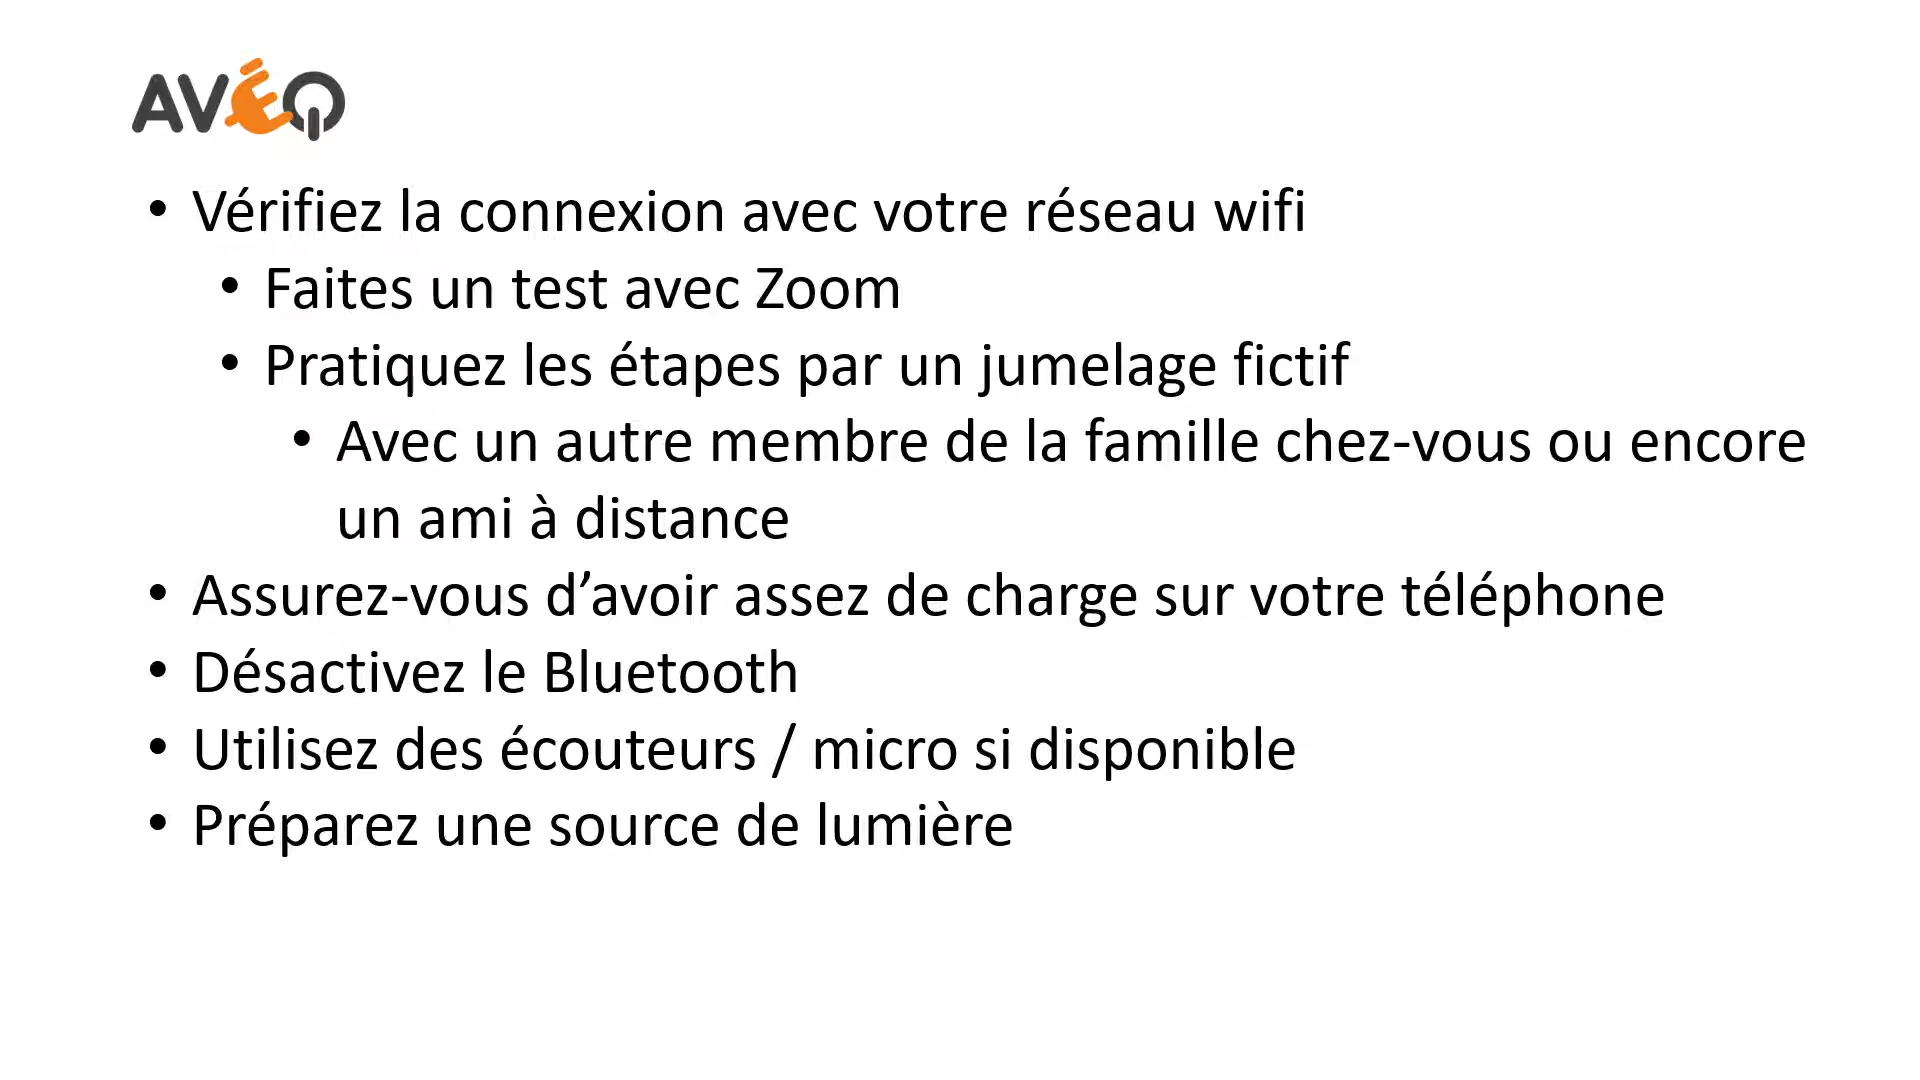 AVÉQ
• Vérifiez la connexion avec votre réseau wifi
• Faites un test avec Zoom
• Pratiquez les étapes par un jumelage fictif
• Avec un autre membre de la famille chez-vous ou encore
un ami à distance
• Assurez-vous d’avoir assez de charge sur votre téléphone
• Désactivez le Bluetooth
• Utilisez des écouteurs / micro si disponible
• Préparez une source de lumière